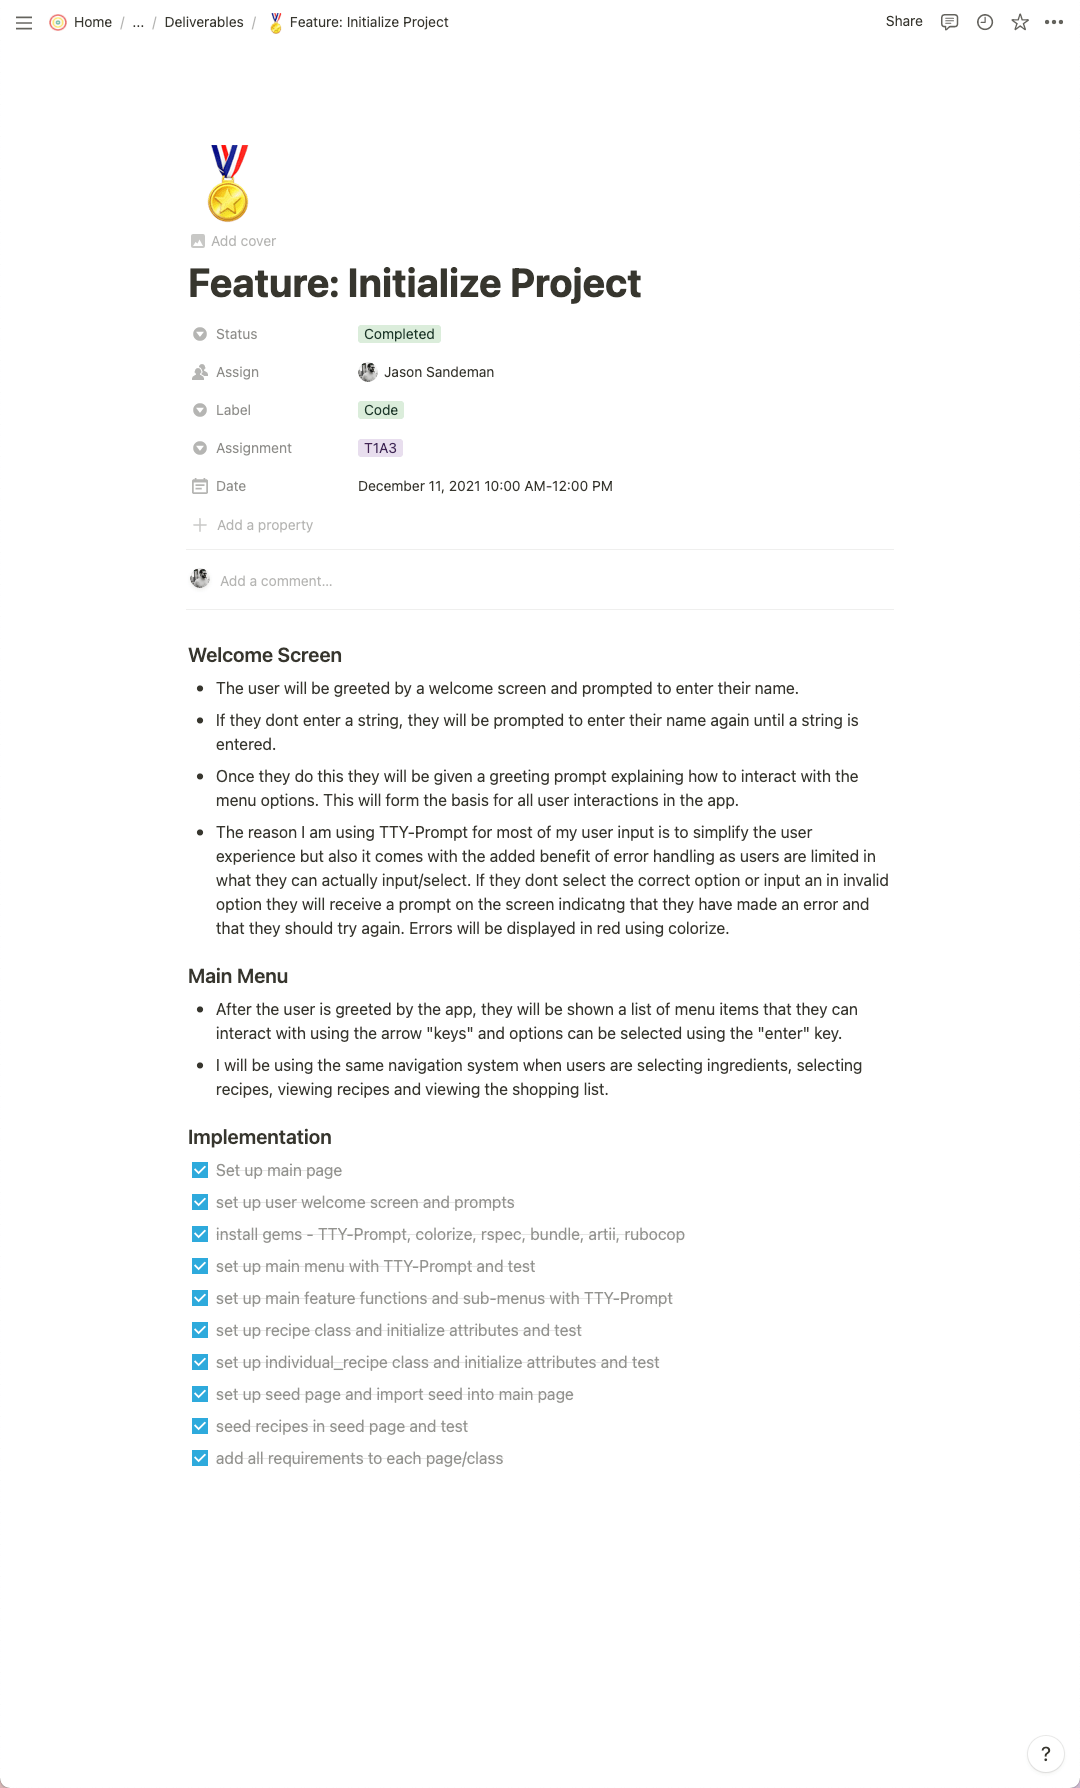 Home / ... / Deliverables / Feature: Initialize Project
Share
Add cover
Feature: Initialize Project
Status Completed
Assign Jason Sandeman
Label Code
Assignment T1A3
Date December 11, 2021 10:00 AM-12:00 PM
Add a property
Add a comment...
Welcome Screen
• The user will be greeted by a welcome screen and prompted to enter their name.
• If they dont enter a string, they will be prompted to enter their name again until a string is
entered.
• Once they do this they will be given a greeting prompt explaining how to interact with the
menu options. This will form the basis for all user interactions in the app.
• The reason I am using TTY-Prompt for most of my user input is to simplify the user
experience but also it comes with the added benefit of error handling as users are limited in
what they can actually input/select. If they dont select the correct option or input an in invalid
option they will receive a prompt on the screen indicatng that they have made an error and
that they should try again. Errors will be displayed in red using colorize.
Main Menu
• After the user is greeted by the app, they will be shown a list of menu items that they can
interact with using the arrow "keys" and options can be selected using the "enter" key.
• I will be using the same navigation system when users are selecting ingredients, selecting
recipes, viewing recipes and viewing the shopping list.
Implementation
Set up main page
set up user welcome screen and prompts
install gems - TTY-Prompt, colorize, rspec, bundle, artii, rubocop
set up main menu with TTY-Prompt and test
set up main feature functions and sub-menus with TTY-Prompt
set up recipe class and initialize attributes and test
set up individual_recipe class and initialize attributes and test
set up seed page and import seed into main page
seed recipes in seed page and test
add all requirements to each page/class
?